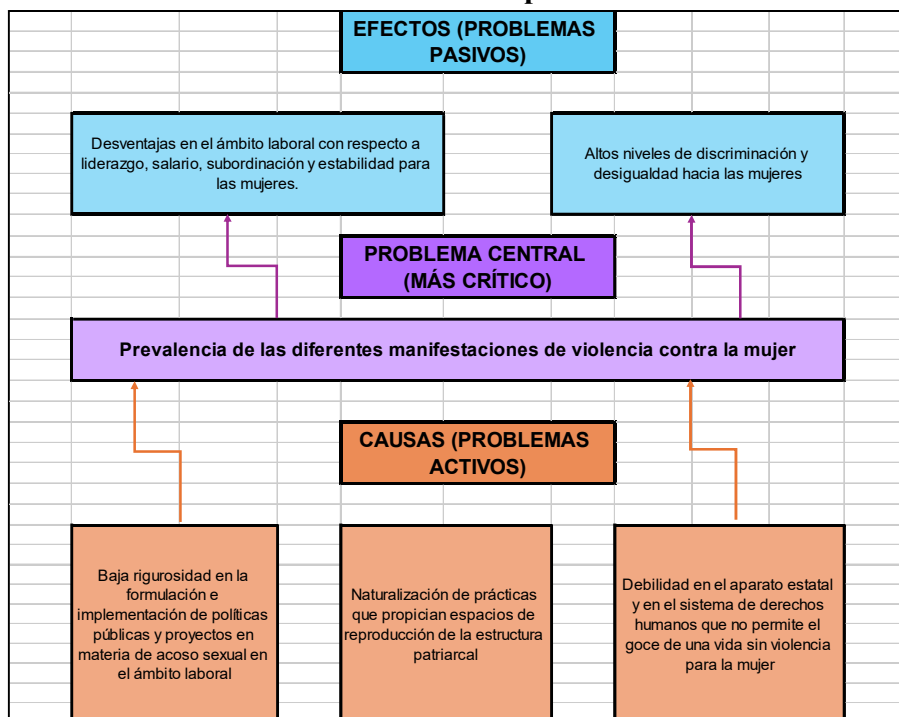 EFECTOS (PROBLEMAS
PASIVOS)
Desventajas en el ámbito laboral con respecto a
liderazgo, salario, subordinación y estabilidad para
las mujeres.
Altos niveles de discriminación y
desigualdad hacia las mujeres
PROBLEMA CENTRAL
(MÁS CRÍTICO)
Prevalencia de las diferentes manifestaciones de violencia contra la mujer
CAUSAS (PROBLEMAS
ACTIVOS)
Baja rigurosidad en la
formulación e
implementación de políticas
públicas y proyectos en
materia de acoso sexual en
el ámbito laboral
Naturalización de prácticas
que propician espacios de
reproducción de la estructura
patriarcal
Debilidad en el aparato estatal
y en el sistema de derechos
humanos que no permite el
goce de una vida sin violencia
para la mujer